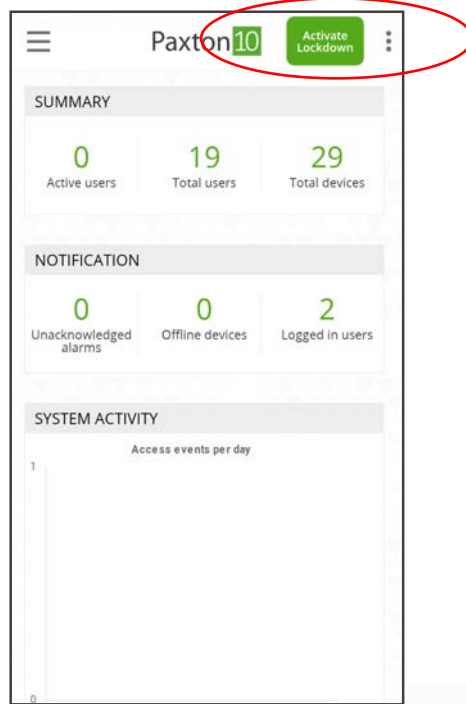 Paxton10
Activate
Lockdown
SUMMARY
0 19 29
Active users Total users Total devices
NOTIFICATION
0 0 2
Unacknowledged Offline devices Logged in users
alarms
SYSTEM ACTIVITY
Access events per day
1
0